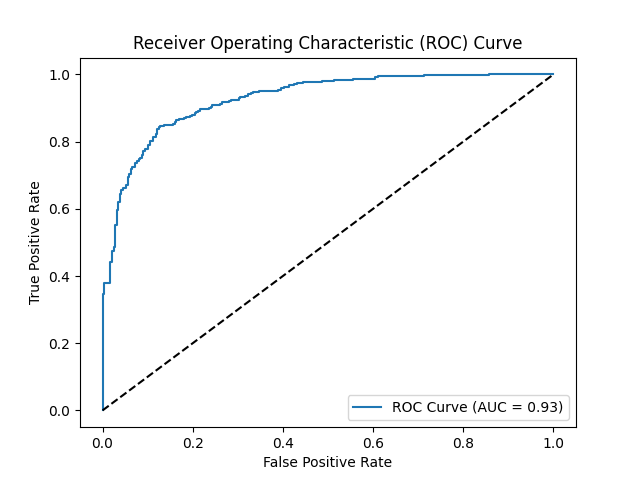 Receiver Operating Characteristic (ROC) Curve
True Positive Rate
1.0
0.8
0.6
0.4
0.2
0.0
ROC Curve (AUC = 0.93)
0.0 0.2 0.4 0.6 0.8 1.0
False Positive Rate